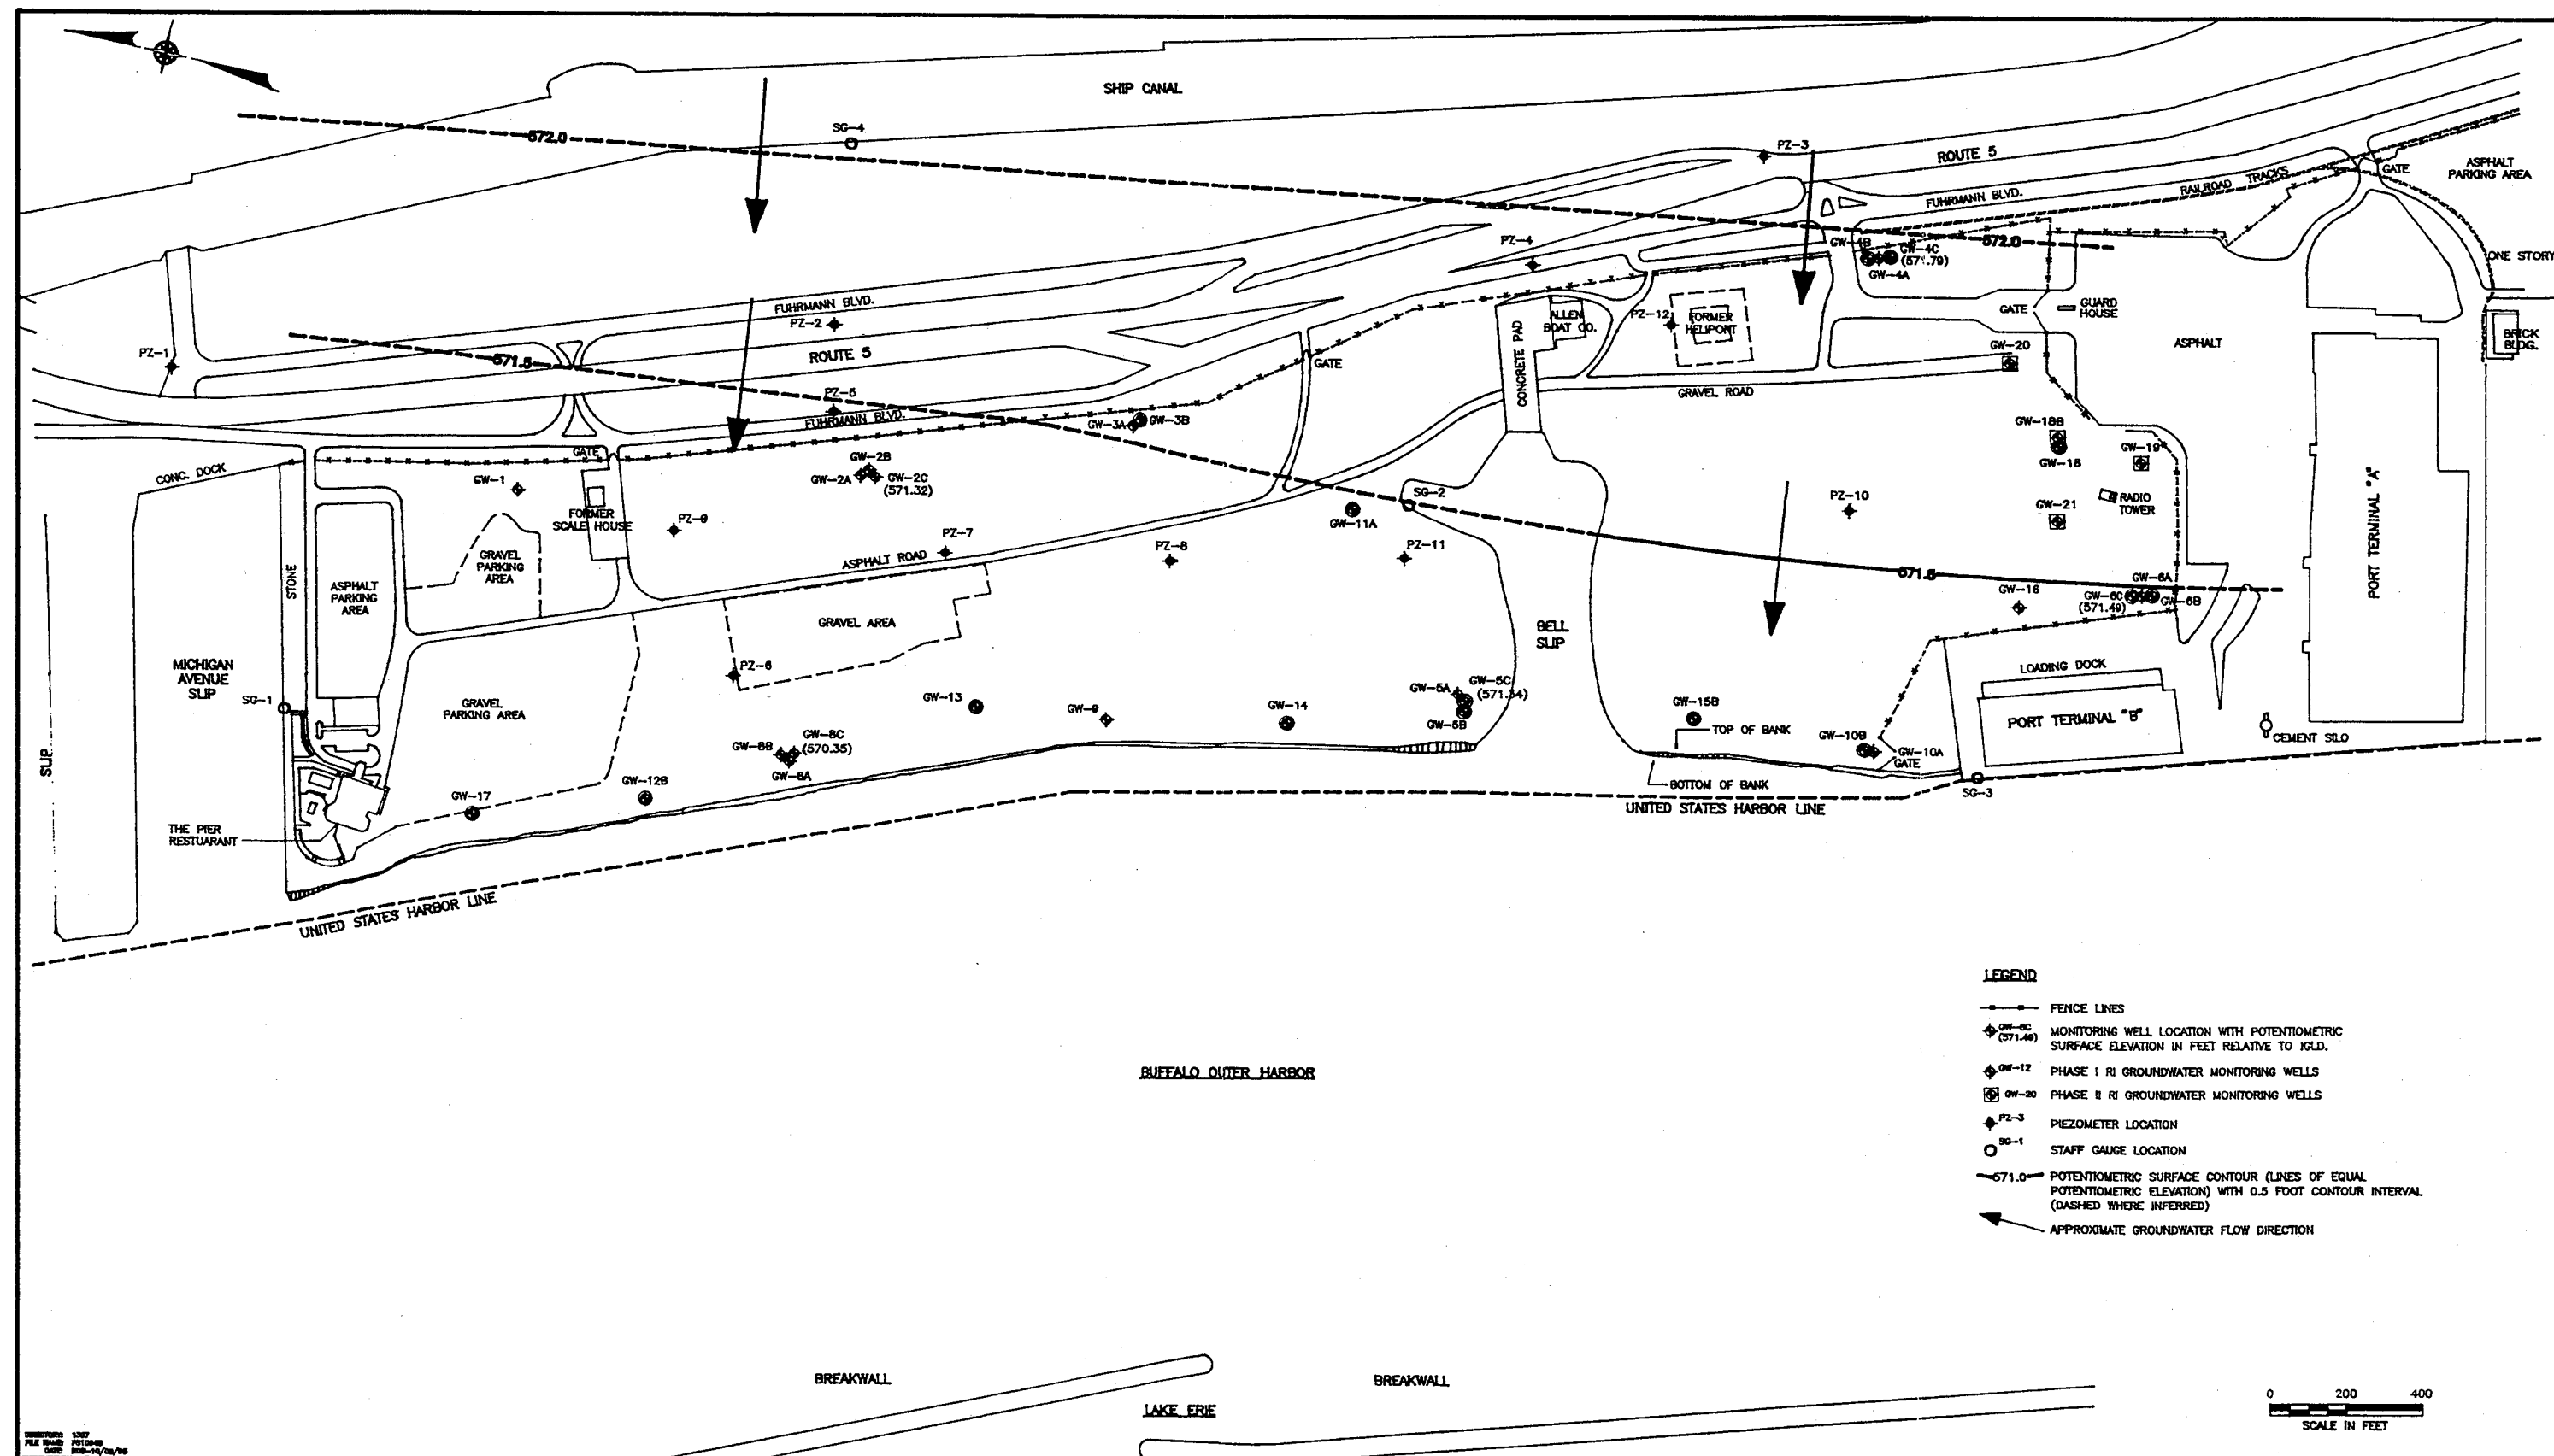 SHIP CANAL
572.0
SG-4
PZ-3
ROUTE 5
FUHRMANN BLVD.
RAILROAD TRACKS
GATE
ASPHALT
PARKING AREA
PZ-4
GW-4B
GW-4C
(571.79)
GW-4A
572.0
ONE STORY
BRICK
BLDG.
GATE
GUARD
HOUSE
ASPHALT
PZ-1
FUHRMANN BLVD.
PZ-2
ROUTE 5
571.5
PZ-5
FUHRMANN BLVD.
GATE
ALLEN
BOAT CO.
CONCRETE PAD
PZ-12
FORMER
HELIPORT
GW-20
GRAVEL ROAD
GW-3A
GW-3B
GW-18B
GW-18
GW-19
RADIO
TOWER
GW-21
PORT TERMINAL "A"
CONC. DOCK
GATE
GW-1
GW-2B
GW-2A
GW-2C
(571.32)
FORMER
SCALE HOUSE
PZ-9
PZ-7
ASPHALT ROAD
GW-11A
SG-2
PZ-8
PZ-11
PZ-10
571.5
STONE
ASPHALT
PARKING
AREA
GRAVEL
PARKING
AREA
GRAVEL AREA
BELL
SLIP
GW-16
GW-6A
GW-6C
(571.49)
GW-6B
LOADING DOCK
PORT TERMINAL "B"
CEMENT SILO
MICHIGAN
AVENUE
SLIP
SLIP
SG-1
GRAVEL
PARKING AREA
PZ-6
GW-13
GW-9
GW-14
GW-5A
GW-5C
(571.34)
GW-5B
GW-15B
TOP OF BANK
BOTTOM OF BANK
GW-10B
GW-10A
GATE
SG-3
GW-8B
GW-8C
(570.35)
GW-8A
GW-12B
GW-17
THE PIER
RESTUARANT
UNITED STATES HARBOR LINE
UNITED STATES HARBOR LINE
BUFFALO OUTER HARBOR
BREAKWALL
BREAKWALL
LAKE ERIE
LEGEND
FENCE LINES
GW-6C
(571.49)
MONITORING WELL LOCATION WITH POTENTIOMETRIC
SURFACE ELEVATION IN FEET RELATIVE TO IGLD.
GW-12 PHASE I RI GROUNDWATER MONITORING WELLS
GW-20 PHASE II RI GROUNDWATER MONITORING WELLS
PZ-3 PIEZOMETER LOCATION
SG-1 STAFF GAUGE LOCATION
571.0 POTENTIOMETRIC SURFACE CONTOUR (LINES OF EQUAL
POTENTIOMETRIC ELEVATION) WITH 0.5 FOOT CONTOUR INTERVAL
(DASHED WHERE INFERRED)
APPROXIMATE GROUNDWATER FLOW DIRECTION
0 200 400
SCALE IN FEET
DIRECTORY: 1307
FILE NAME:
DATE: